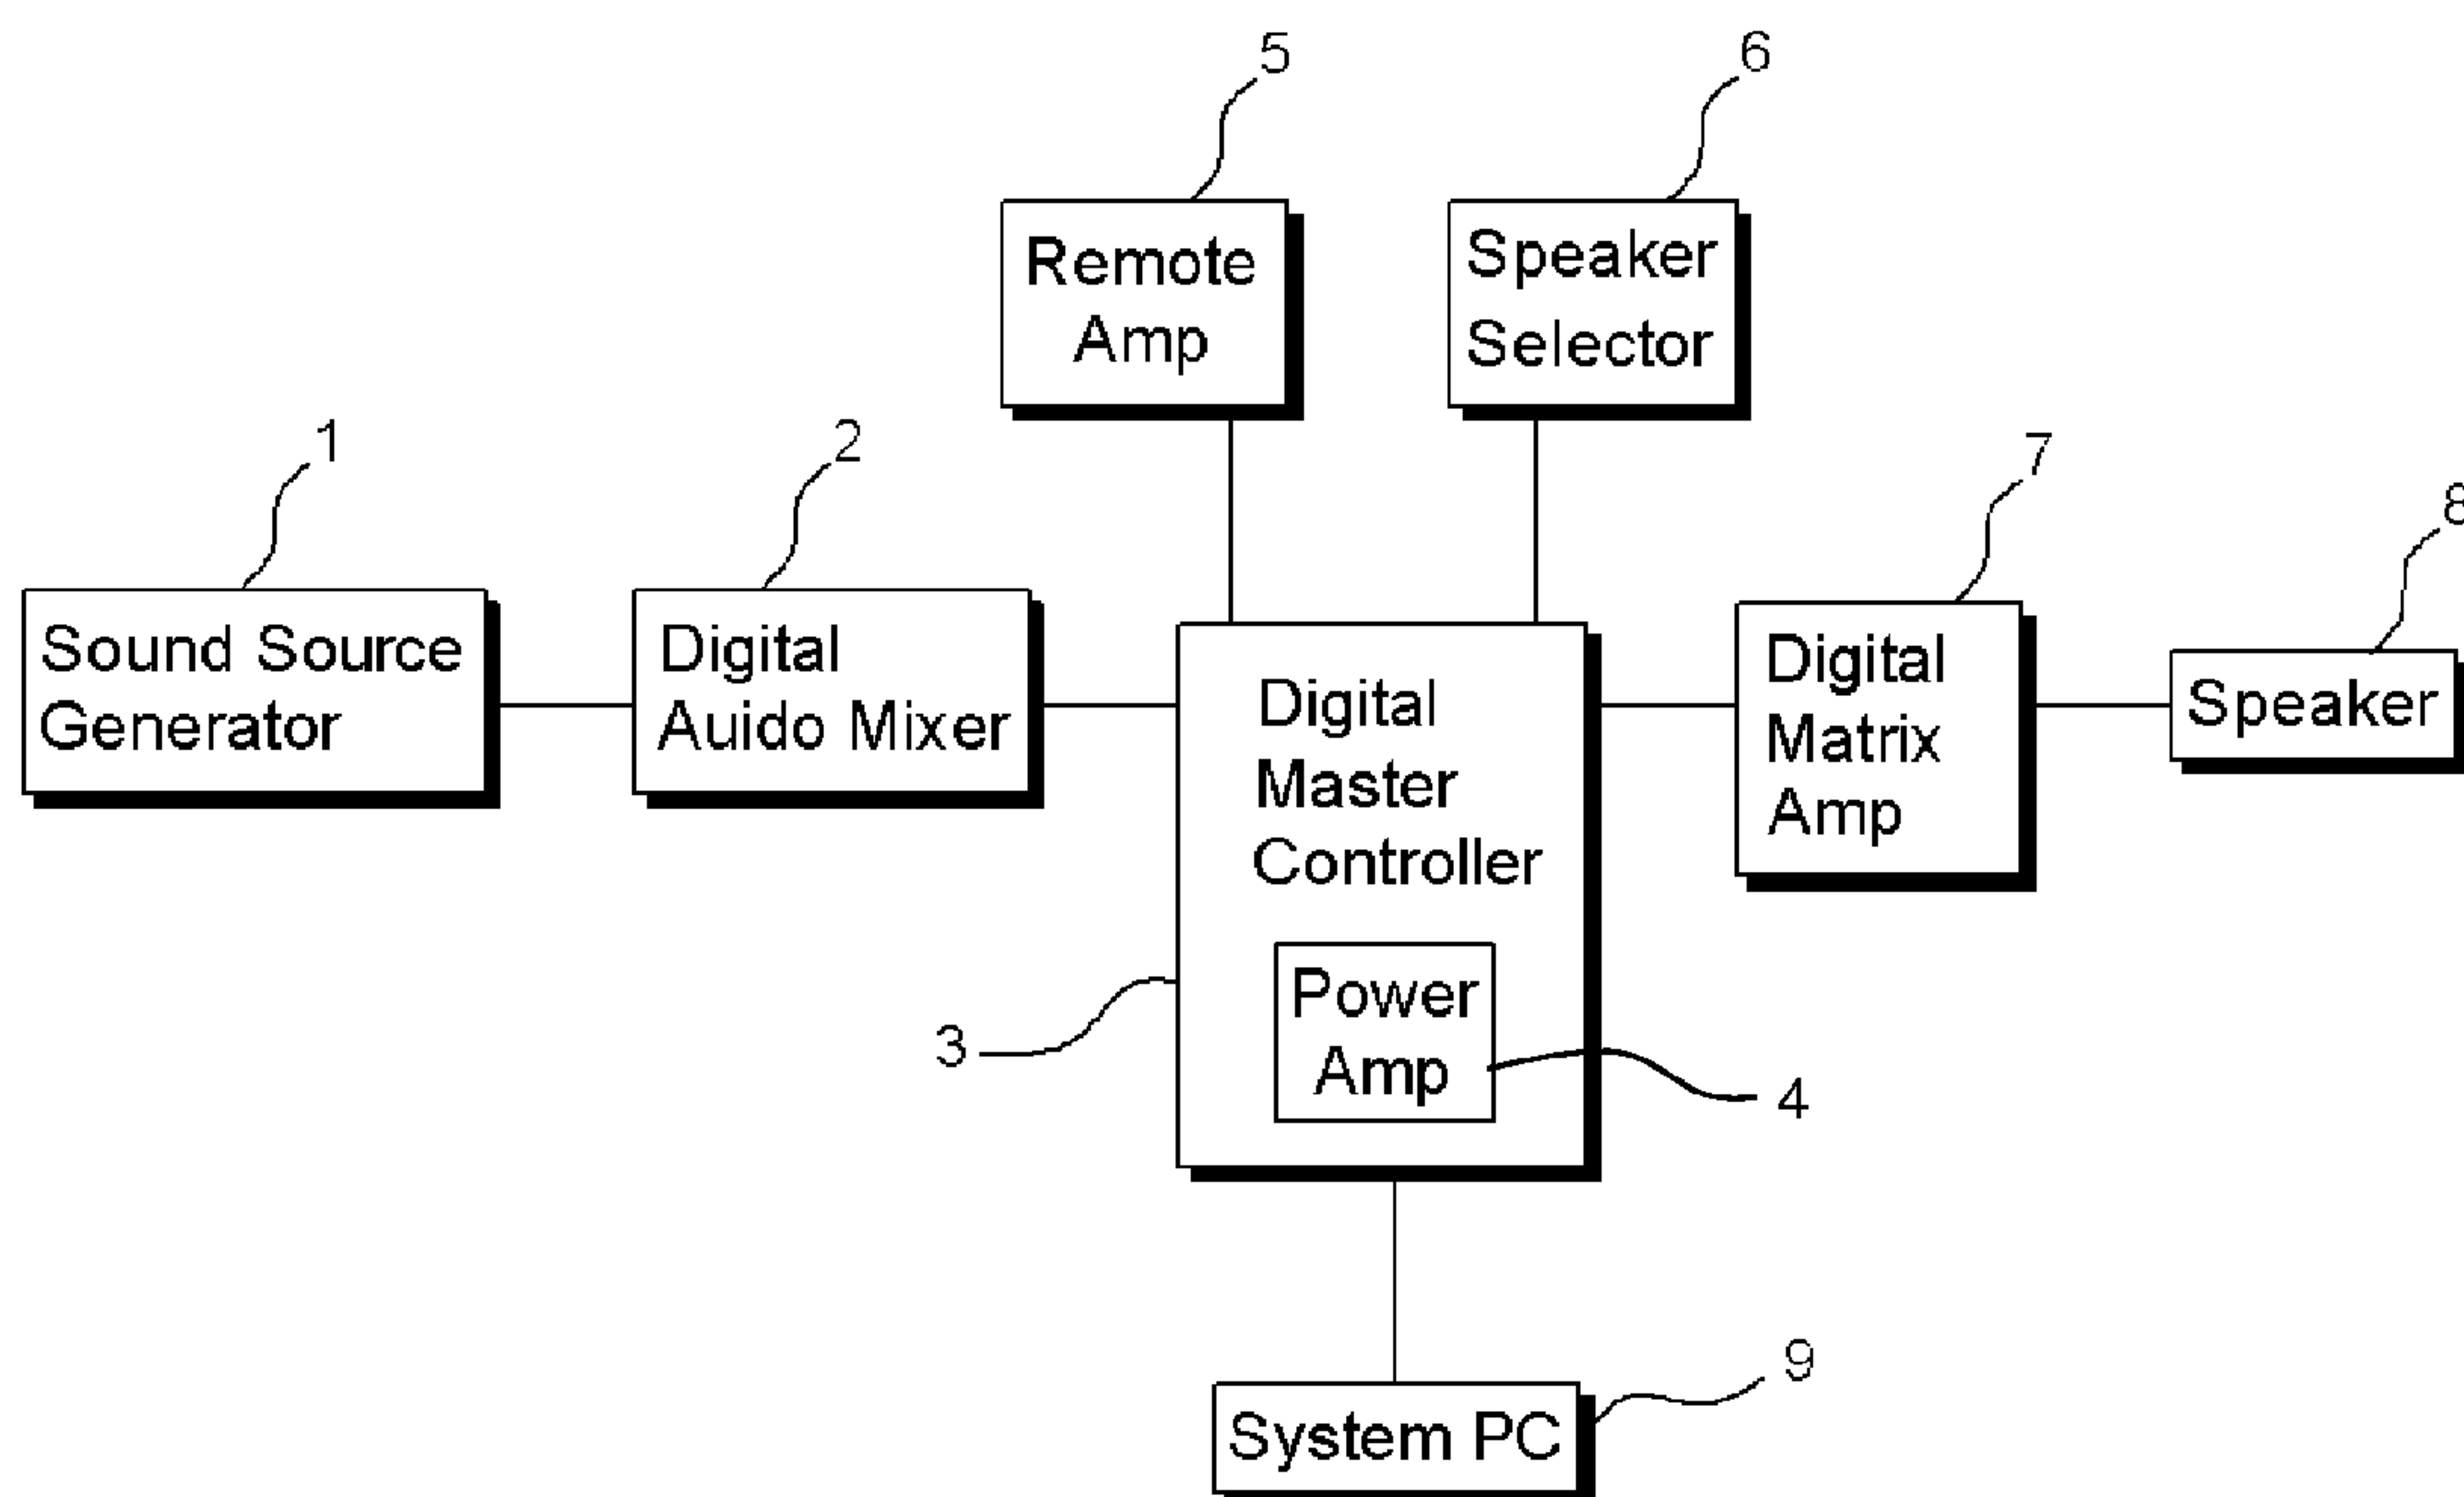 5
6
Remote
Amp
Speaker
Selector
1
2
7
8
Sound Source
Generator
Digital
Auido Mixer
Digital
Master
Controller
Digital
Matrix
Amp
Speaker
Power
Amp
3
4
9
System PC